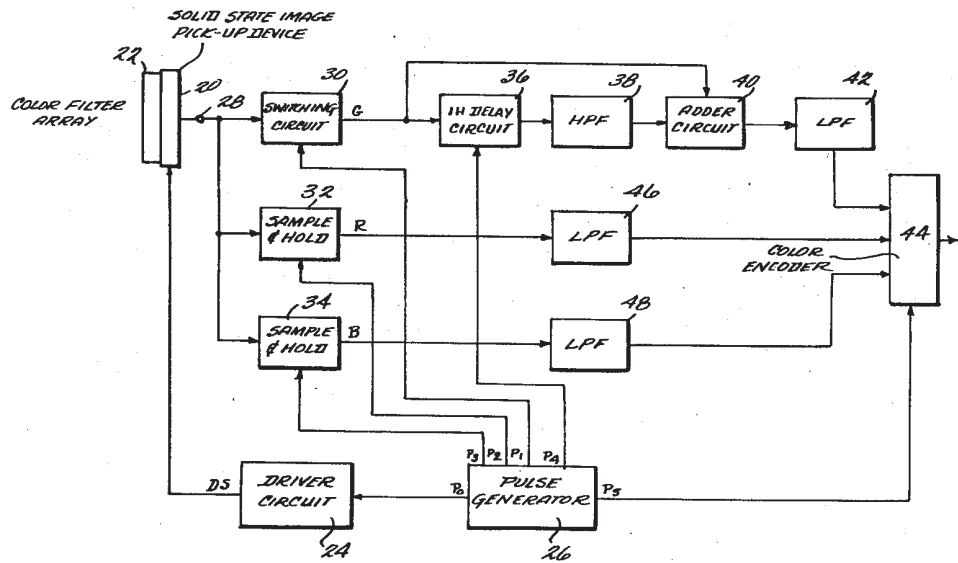 SOLID STATE IMAGE
PICK-UP DEVICE
22
20
28
COLOR FILTER
ARRAY
30
SWITCHING
CIRCUIT
G
36
1H DELAY
CIRCUIT
38
HPF
40
ADDER
CIRCUIT
42
LPF
32
SAMPLE
& HOLD
R
46
LPF
44
COLOR
ENCODER
34
SAMPLE
& HOLD
B
48
LPF
P3 P2 P1 P4
DS
DRIVER
CIRCUIT
24
P0
PULSE
GENERATOR
26
P5